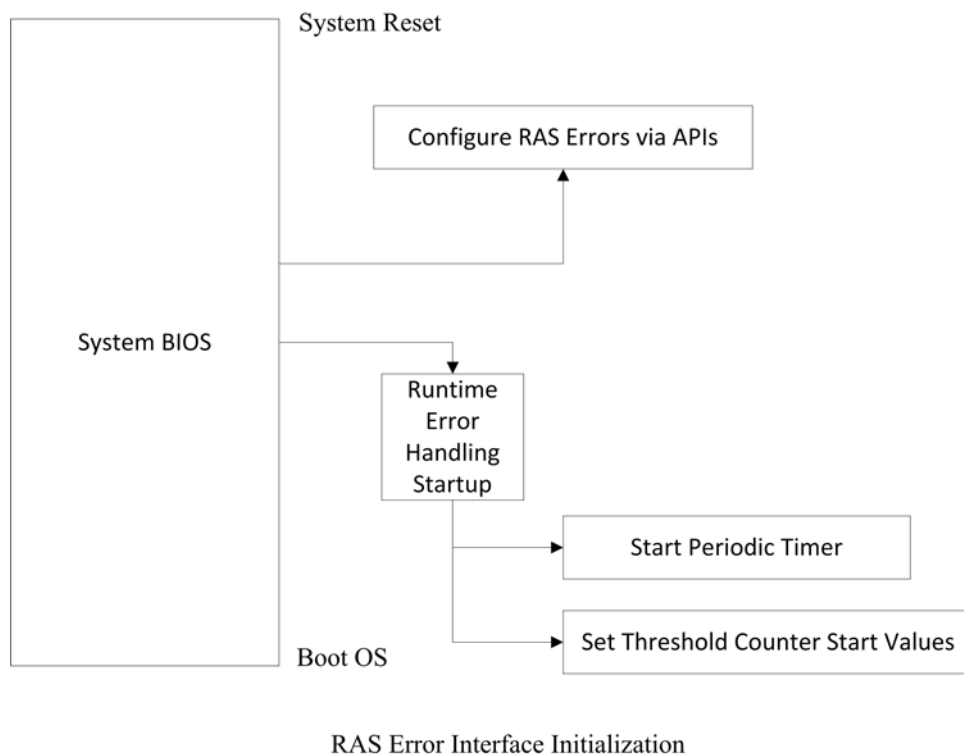 System Reset
Configure RAS Errors via APIs
System BIOS
Runtime
Error
Handling
Startup
Start Periodic Timer
Set Threshold Counter Start Values
Boot OS
RAS Error Interface Initialization